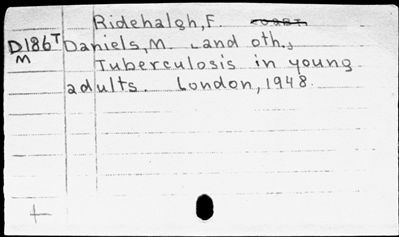 Ridehalgh, F.
D186T Daniels, M. and oth.,
M Tuberculosis in young
adults. London, 1948.